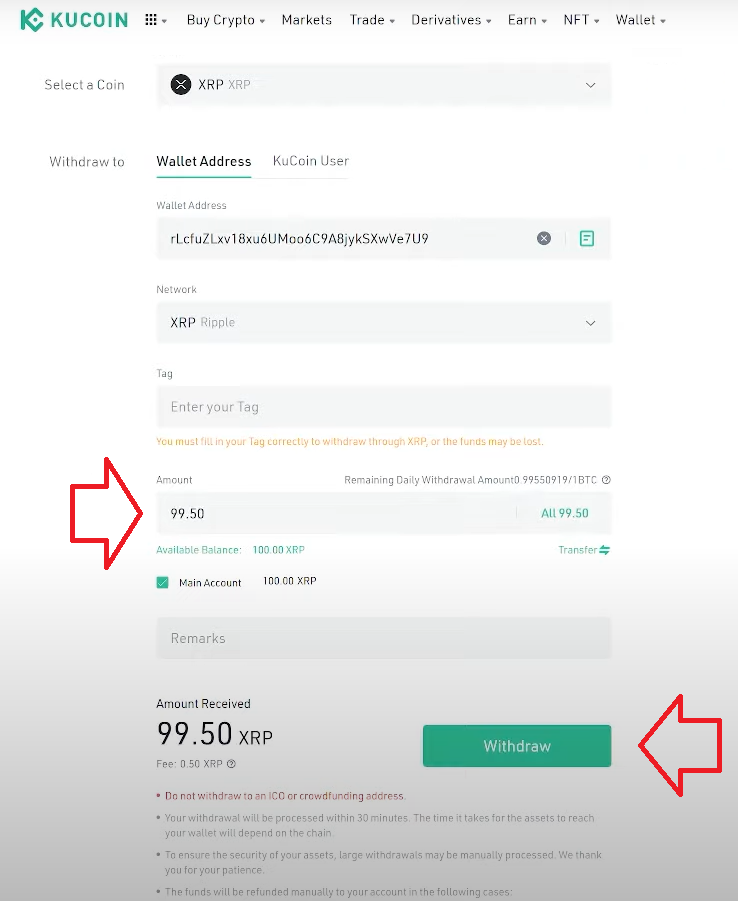 KUCOIN Buy Crypto Markets Trade Derivatives Earn NFT Wallet
Select a Coin XRP XRP
Withdraw to Wallet Address KuCoin User
Wallet Address
rLcfuZLxv18xu6UMoo6C9A8jykSXwVe7U9
Network
XRP Ripple
Tag
Enter your Tag
You must fill in your Tag correctly to withdraw through XRP, or the funds may be lost.
Amount Remaining Daily Withdrawal Amount0.99550919/1BTC
99.50 All 99.50
Available Balance: 100.00 XRP Transfer
Main Account 100.00 XRP
Remarks
Amount Received
99.50 XRP
Withdraw
Fee: 0.50 XRP
• Do not withdraw to an ICO or crowdfunding address.
• Your withdrawal will be processed within 30 minutes. The time it takes for the assets to reach
your wallet will depend on the chain.
• To ensure the security of your assets, large withdrawals may be manually processed. We thank
you for your patience.
• The funds will be refunded manually to your account in the following cases: